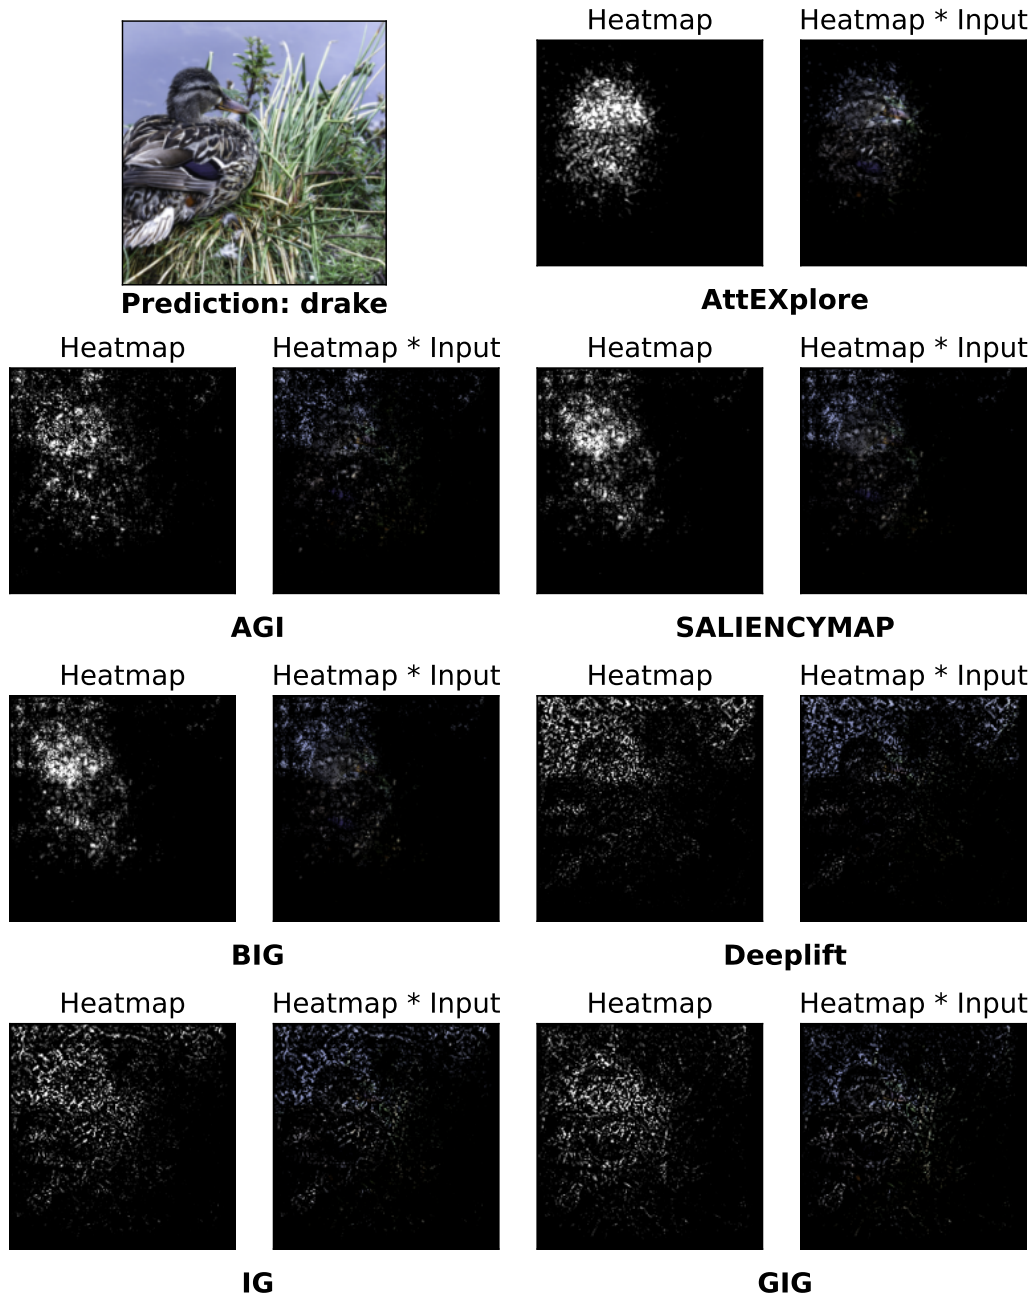 Heatmap Heatmap * Input
Prediction: drake
AttEXplore
Heatmap Heatmap * Input Heatmap Heatmap * Input
AGI SALIENCYMAP
Heatmap Heatmap * Input Heatmap Heatmap * Input
BIG Deeplift
Heatmap Heatmap * Input Heatmap Heatmap * Input
IG GIG